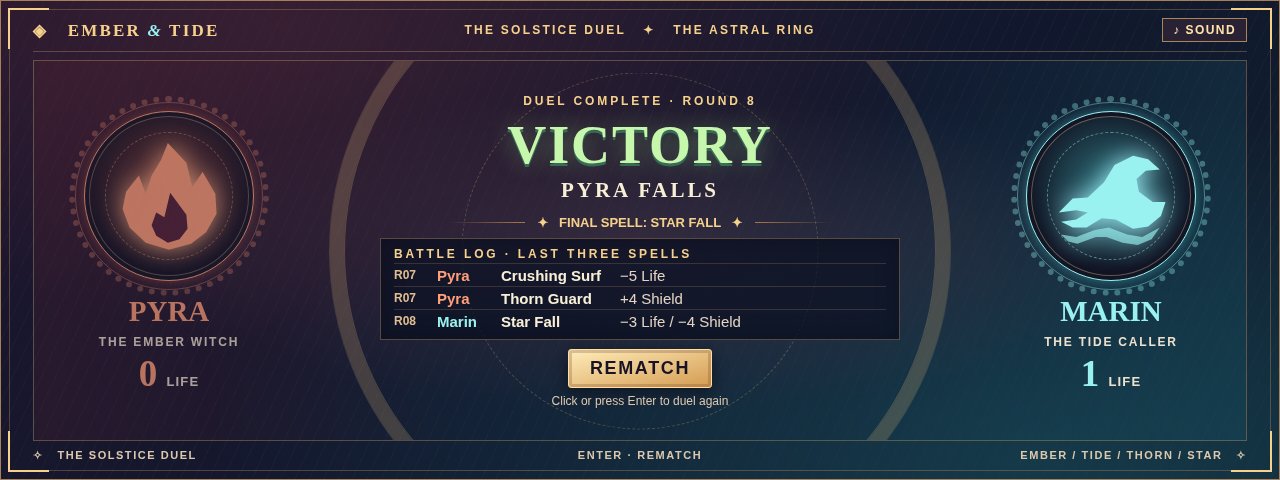 ◈ EMBER & TIDE
THE SOLSTICE DUEL ✦ THE ASTRAL RING
♪ SOUND
DUEL COMPLETE · ROUND 8
VICTORY
PYRA FALLS
✦ FINAL SPELL: STAR FALL ✦
BATTLE LOG · LAST THREE SPELLS
R07 Pyra Crushing Surf −5 Life
R07 Pyra Thorn Guard +4 Shield
R08 Marin Star Fall −3 Life / −4 Shield
REMATCH
Click or press Enter to duel again
PYRA
THE EMBER WITCH
0 LIFE
MARIN
THE TIDE CALLER
1 LIFE
✧ THE SOLSTICE DUEL
ENTER · REMATCH
EMBER / TIDE / THORN / STAR ✧